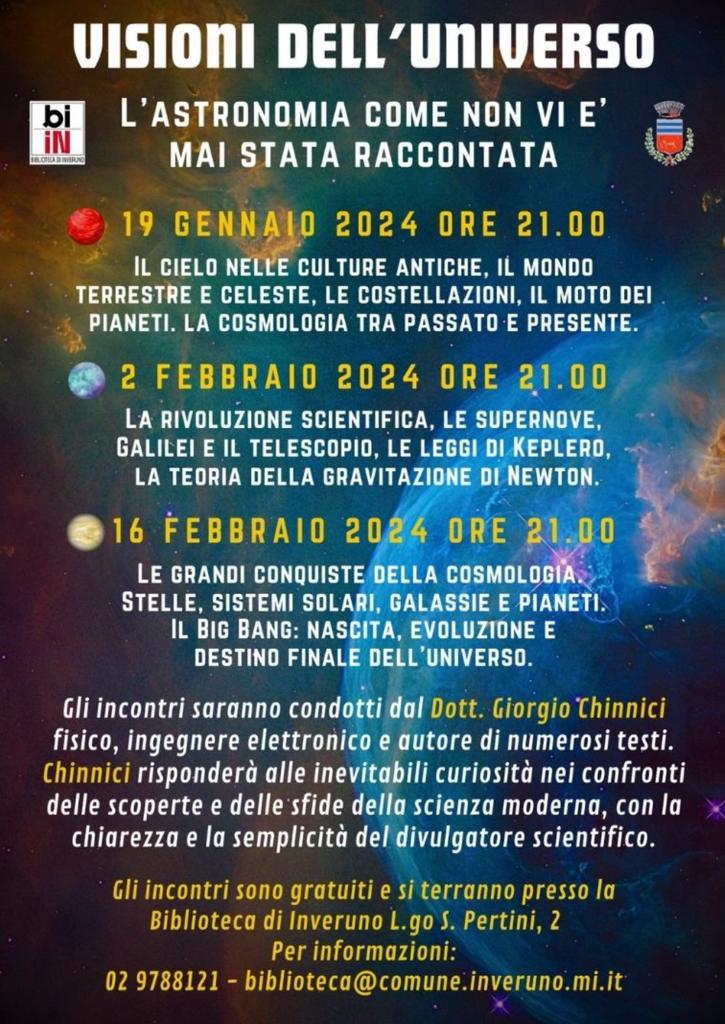 VISIONI DELL'UNIVERSO
L'ASTRONOMIA COME NON VI E'
MAI STATA RACCONTATA
bi
iN
BIBLIOTECA DI INVERUNO
19 GENNAIO 2024 ORE 21.00
IL CIELO NELLE CULTURE ANTICHE, IL MONDO
TERRESTRE E CELESTE, LE COSTELLAZIONI, IL MOTO DEI
PIANETI. LA COSMOLOGIA TRA PASSATO E PRESENTE.
2 FEBBRAIO 2024 ORE 21.00
LA RIVOLUZIONE SCIENTIFICA, LE SUPERNOVE,
GALILEI E IL TELESCOPIO, LE LEGGI DI KEPLERO,
LA TEORIA DELLA GRAVITAZIONE DI NEWTON.
16 FEBBRAIO 2024 ORE 21.00
LE GRANDI CONQUISTE DELLA COSMOLOGIA.
STELLE, SISTEMI SOLARI, GALASSIE E PIANETI.
IL BIG BANG: NASCITA, EVOLUZIONE E
DESTINO FINALE DELL'UNIVERSO.
Gli incontri saranno condotti dal Dott. Giorgio Chinnici
fisico, ingegnere elettronico e autore di numerosi testi.
Chinnici risponderà alle inevitabili curiosità nei confronti
delle scoperte e delle sfide della scienza moderna, con la
chiarezza e la semplicità del divulgatore scientifico.
Gli incontri sono gratuiti e si terranno presso la
Biblioteca di Inveruno L.go S. Pertini, 2
Per informazioni:
02 9788121 - biblioteca@comune.inveruno.mi.it